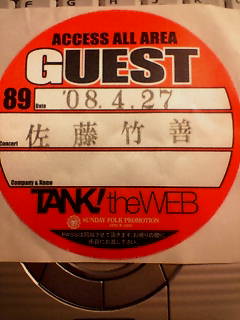 ACCESS ALL AREA
GUEST
89 Date '08.4.27
佐藤竹善
Concert
Company & Name
TANK! the WEB
SUNDAY FOLK PROMOTION